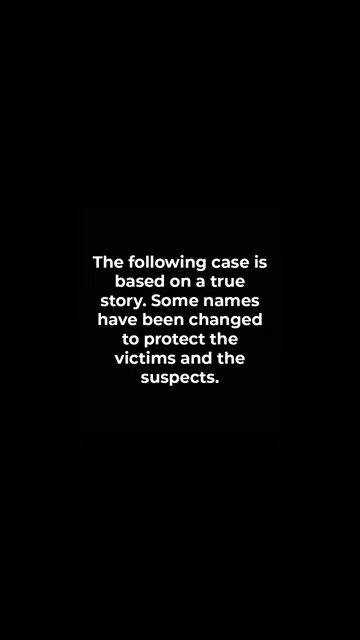 The following case is
based on a true
story. Some names
have been changed
to protect the
victims and the
suspects.